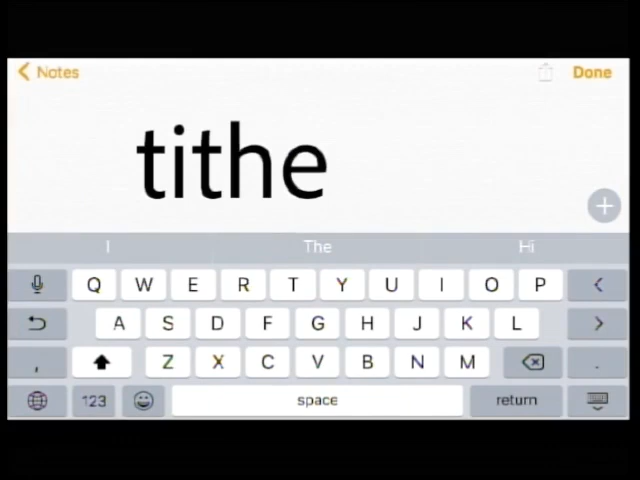 Notes Done
tithe
I The Hi
Q W E R T Y U I O P <
A S D F G H J K L >
, Z X C V B N M .
123 space return